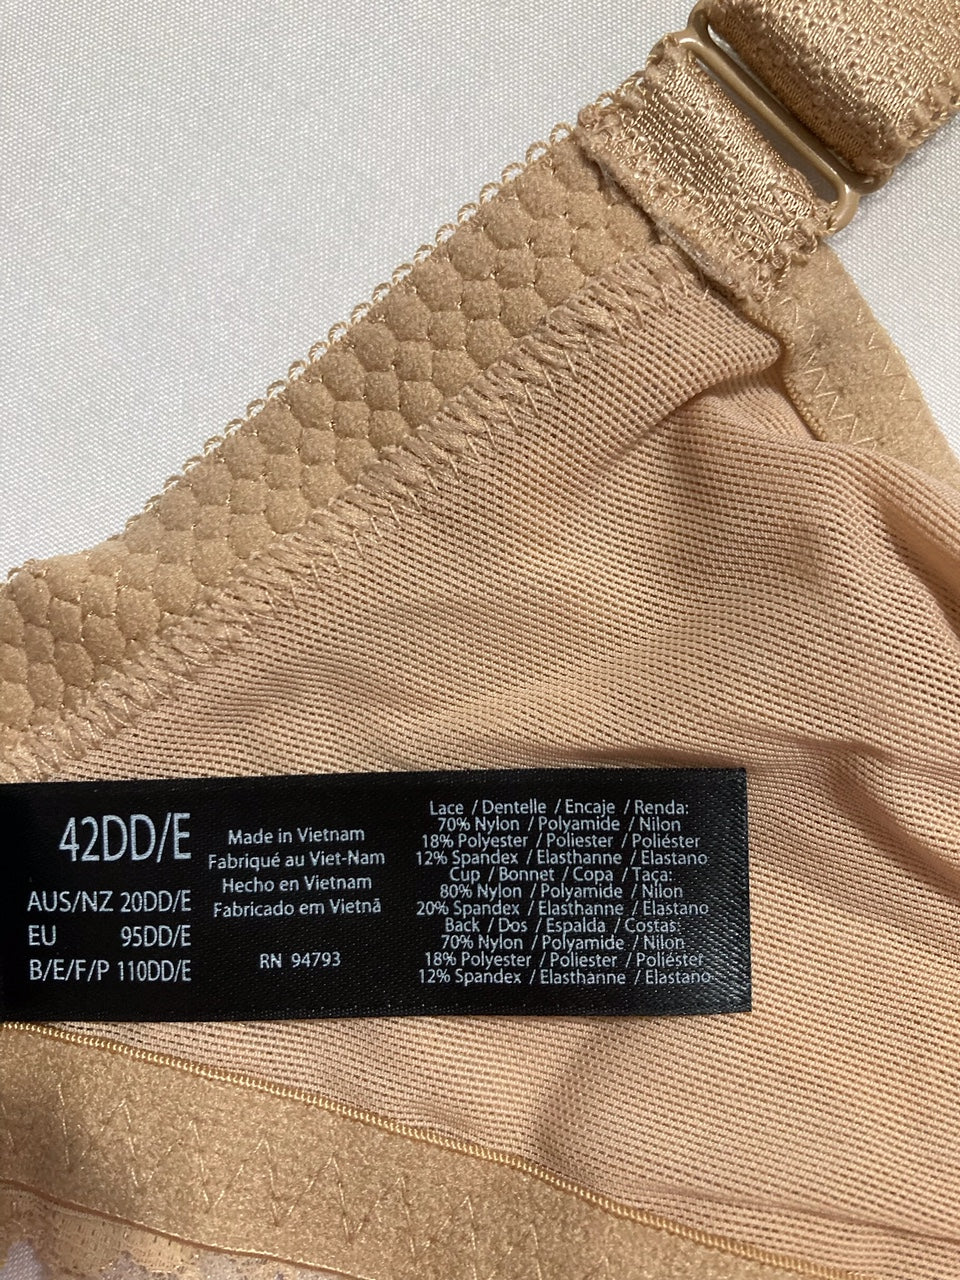 42DD/E
AUS/NZ 20DD/E
EU 95DD/E
B/E/F/P 110DD/E
Made in Vietnam
Fabriqué au Viet-Nam
Hecho en Vietnam
Fabricado em Vietnã
RN 94793
Lace / Dentelle / Encaje / Renda:
70% Nylon / Polyamide / Nilon
18% Polyester / Poliester / Poliéster
12% Spandex / Elasthanne / Elastano
Cup / Bonnet / Copa / Taça:
80% Nylon / Polyamide / Nilon
20% Spandex / Elasthanne / Elastano
Back / Dos / Espalda / Costas:
70% Nylon / Polyamide / Nilon
18% Polyester / Poliester / Poliéster
12% Spandex / Elasthanne / Elastano